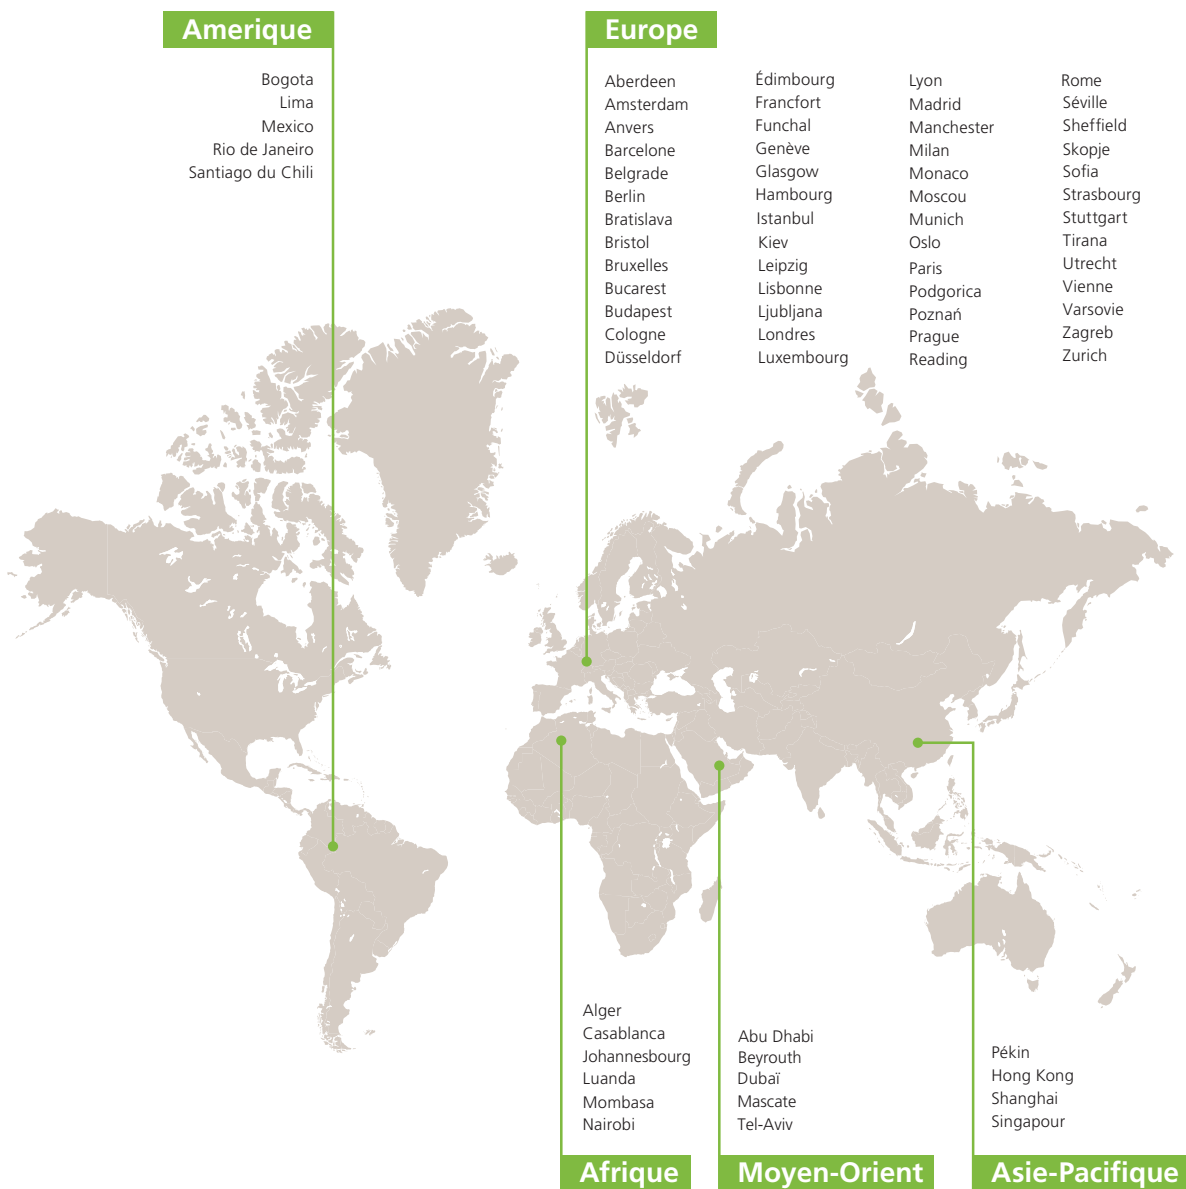 Amerique
Bogota
Lima
Mexico
Rio de Janeiro
Santiago du Chili
Europe
Aberdeen
Amsterdam
Anvers
Barcelone
Belgrade
Berlin
Bratislava
Bristol
Bruxelles
Bucarest
Budapest
Cologne
Düsseldorf
Édimbourg
Francfort
Funchal
Genève
Glasgow
Hambourg
Istanbul
Kiev
Leipzig
Lisbonne
Ljubljana
Londres
Luxembourg
Lyon
Madrid
Manchester
Milan
Monaco
Moscou
Munich
Oslo
Paris
Podgorica
Poznań
Prague
Reading
Rome
Séville
Sheffield
Skopje
Sofia
Strasbourg
Stuttgart
Tirana
Utrecht
Vienne
Varsovie
Zagreb
Zurich
Alger
Casablanca
Johannesbourg
Luanda
Mombasa
Nairobi
Afrique
Abu Dhabi
Beyrouth
Dubaï
Mascate
Tel-Aviv
Moyen-Orient
Pékin
Hong Kong
Shanghai
Singapour
Asie-Pacifique